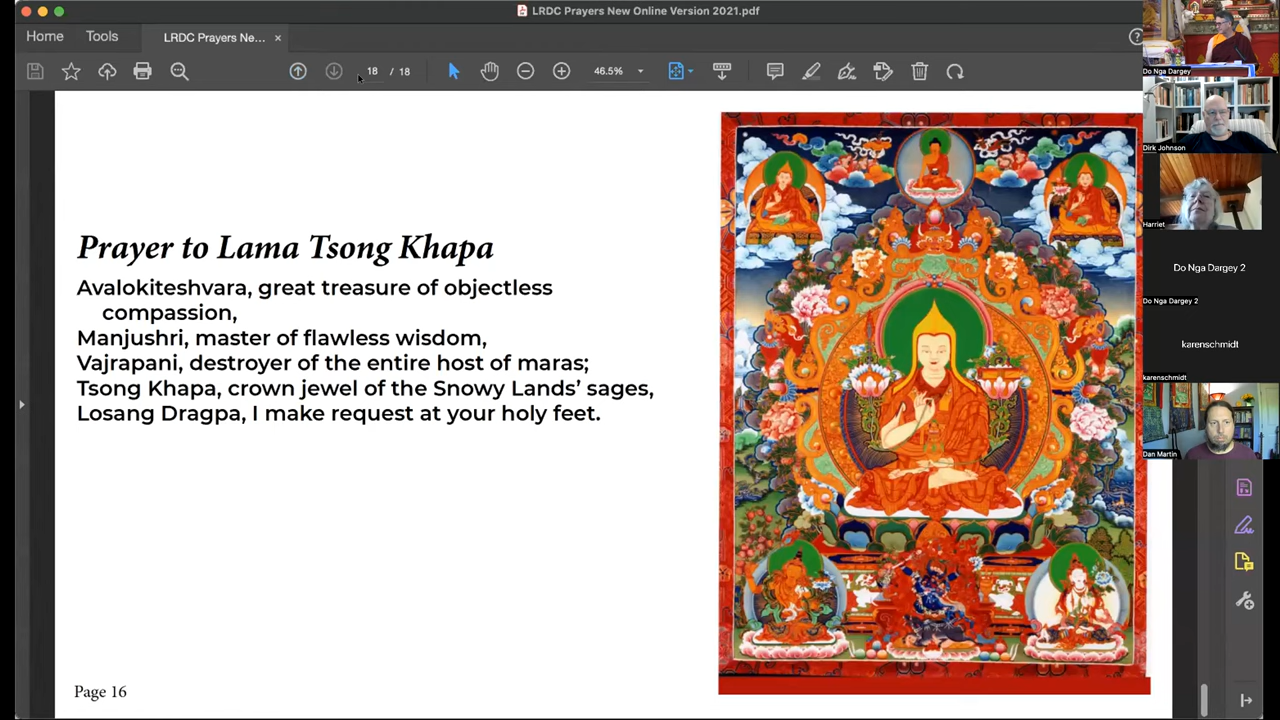 LRDC Prayers New Online Version 2021.pdf
Home
Tools
LRDC Prayers Ne...
18 / 18
46.5%
Do Nga Dargey
Dirk Johnson
Harriet
Do Nga Dargey 2
Do Nga Dargey 2
karenschmidt
karenschmidt
Dan Martin
Prayer to Lama Tsong Khapa
Avalokiteshvara, great treasure of objectless
compassion,
Manjushri, master of flawless wisdom,
Vajrapani, destroyer of the entire host of maras;
Tsong Khapa, crown jewel of the Snowy Lands’ sages,
Losang Dragpa, I make request at your holy feet.
Page 16